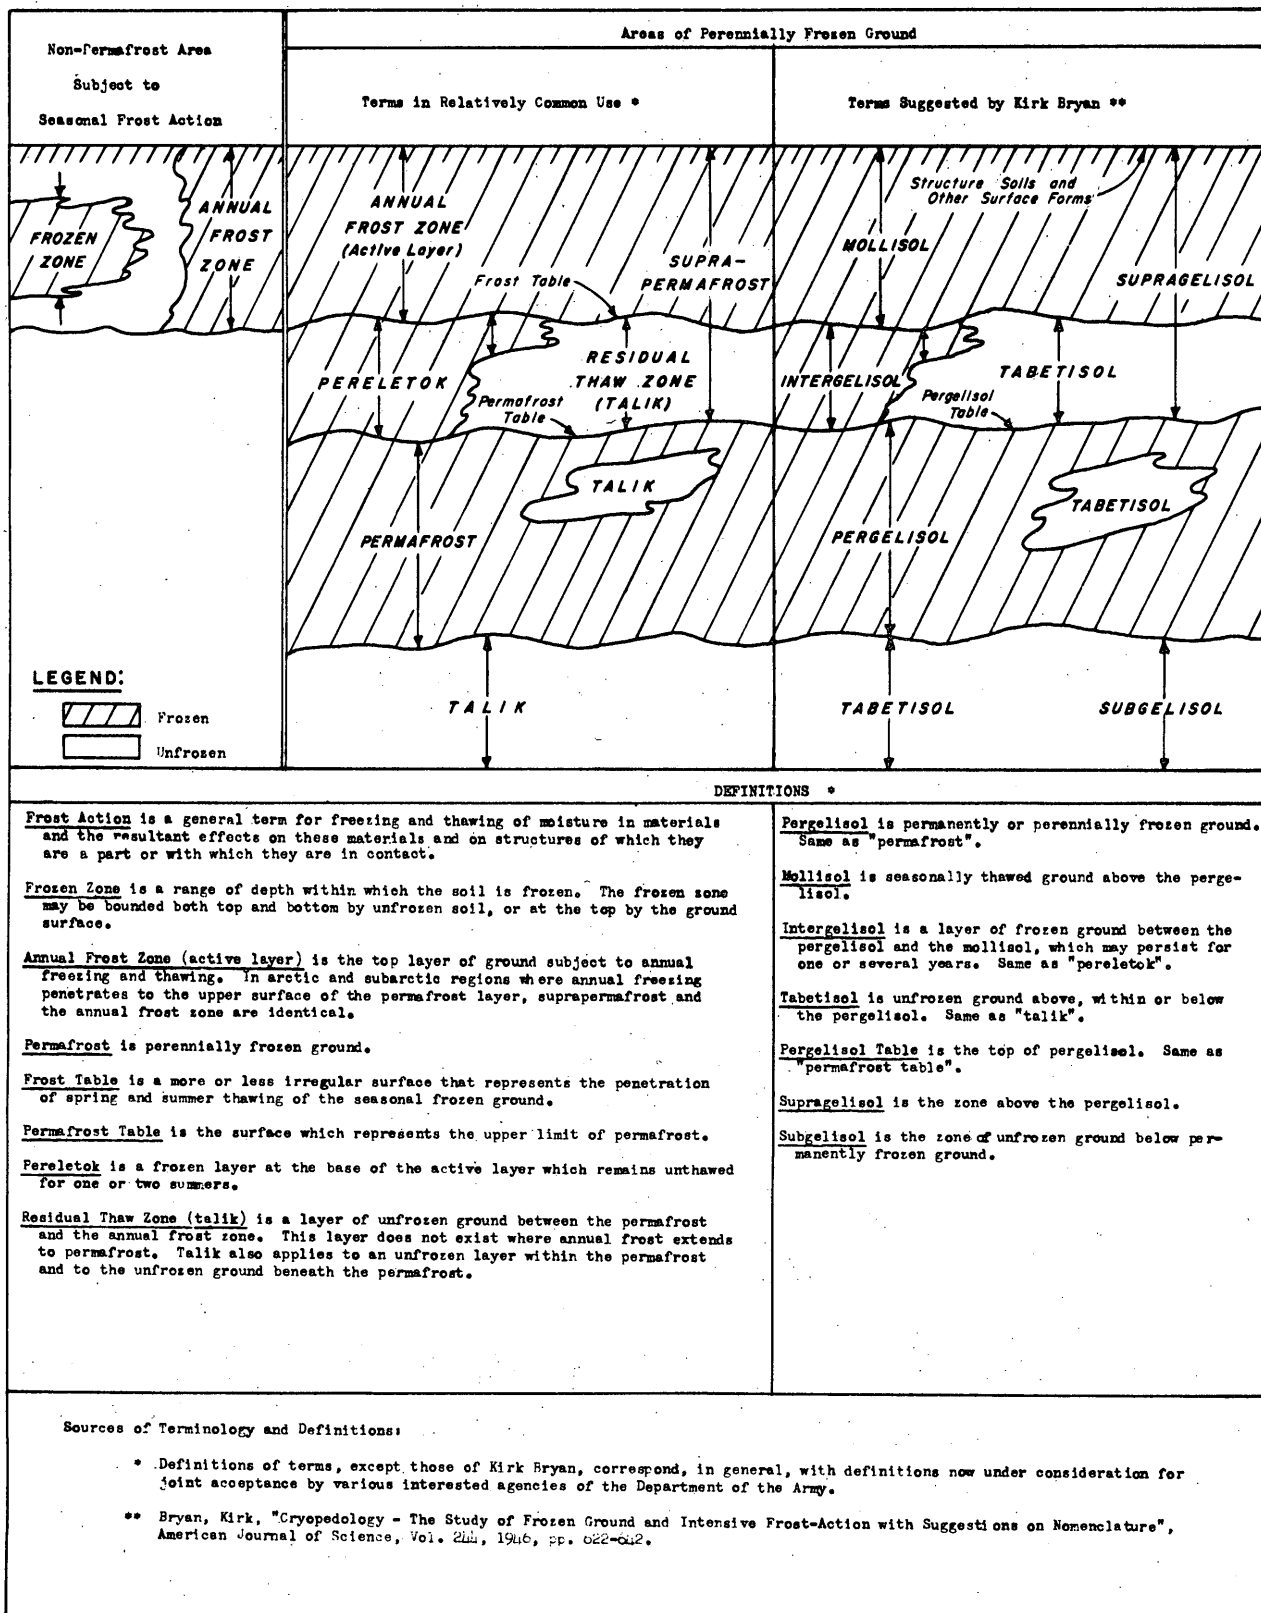 Non-Permafrost Area
Subject to
Seasonal Frost Action
Areas of Perennially Frozen Ground
Terms in Relatively Common Use *
Terms Suggested by Kirk Bryan **
FROZEN
ZONE
ANNUAL
FROST
ZONE
ANNUAL
FROST ZONE
(Active Layer)
Frost Table
SUPRA-
PERMAFROST
PERELETOK
RESIDUAL
THAW ZONE
(TALIK)
Permafrost
Table
TALIK
PERMAFROST
TALIK
Structure Soils and
Other Surface Forms
MOLLISOL
SUPRAGELISOL
INTERGELISOL
TABETISOL
Pergelisol
Table
TABETISOL
PERGELISOL
TABETISOL
SUBGELISOL
LEGEND:
Frozen
Unfrozen
DEFINITIONS *
Frost Action is a general term for freezing and thawing of moisture in materials
and the resultant effects on these materials and on structures of which they
are a part or with which they are in contact.
Frozen Zone is a range of depth within which the soil is frozen. The frozen zone
may be bounded both top and bottom by unfrozen soil, or at the top by the ground
surface.
Annual Frost Zone (active layer) is the top layer of ground subject to annual
freezing and thawing. In arctic and subarctic regions where annual freezing
penetrates to the upper surface of the permafrost layer, suprapermafrost and
the annual frost zone are identical.
Permafrost is perennially frozen ground.
Frost Table is a more or less irregular surface that represents the penetration
of spring and summer thawing of the seasonal frozen ground.
Permafrost Table is the surface which represents the upper limit of permafrost.
Pereletok is a frozen layer at the base of the active layer which remains unthawed
for one or two summers.
Residual Thaw Zone (talik) is a layer of unfrozen ground between the permafrost
and the annual frost zone. This layer does not exist where annual frost extends
to permafrost. Talik also applies to an unfrozen layer within the permafrost
and to the unfrozen ground beneath the permafrost.
Pergelisol is permanently or perennially frozen ground.
Same as "permafrost".
Mollisol is seasonally thawed ground above the perge-
lisol.
Intergelisol is a layer of frozen ground between the
pergelisol and the mollisol, which may persist for
one or several years. Same as "pereletok".
Tabetisol is unfrozen ground above, within or below
the pergelisol. Same as "talik".
Pergelisol Table is the top of pergelisol. Same as
"permafrost table".
Supragelisol is the zone above the pergelisol.
Subgelisol is the zone of unfrozen ground below per-
manently frozen ground.
Sources of Terminology and Definitions:
* Definitions of terms, except those of Kirk Bryan, correspond, in general, with definitions now under consideration for
joint acceptance by various interested agencies of the Department of the Army.
** Bryan, Kirk, "Cryopedology - The Study of Frozen Ground and Intensive Frost-Action with Suggestions on Nomenclature",
American Journal of Science, Vol. 244, 1946, pp. 622-642.